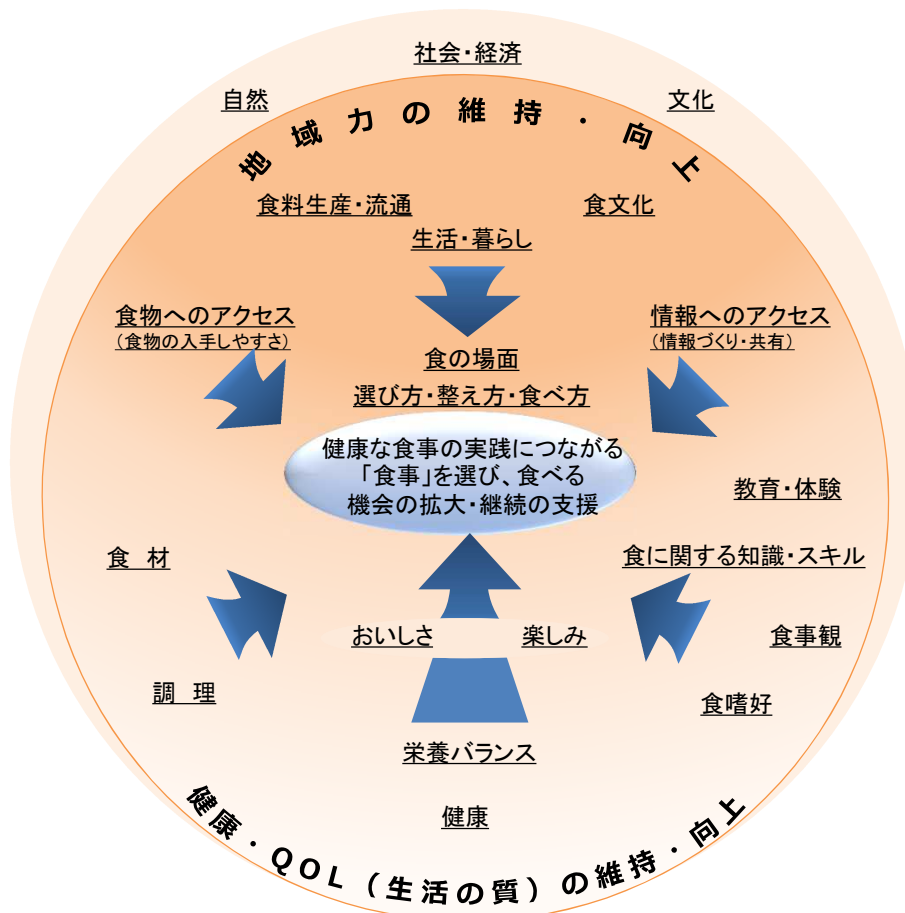 社会・経済
自然
文化
地域力の維持・向上
食料生産・流通
食文化
生活・暮らし
食物へのアクセス
（食物の入手しやすさ）
情報へのアクセス
（情報づくり・共有）
食の場面
選び方・整え方・食べ方
健康な食事の実践につながる
「食事」を選び、食べる
機会の拡大・継続の支援
教育・体験
食　材
食に関する知識・スキル
おいしさ
楽しみ
食事観
調　理
食嗜好
栄養バランス
健康
健康・QOL（生活の質）の維持・向上